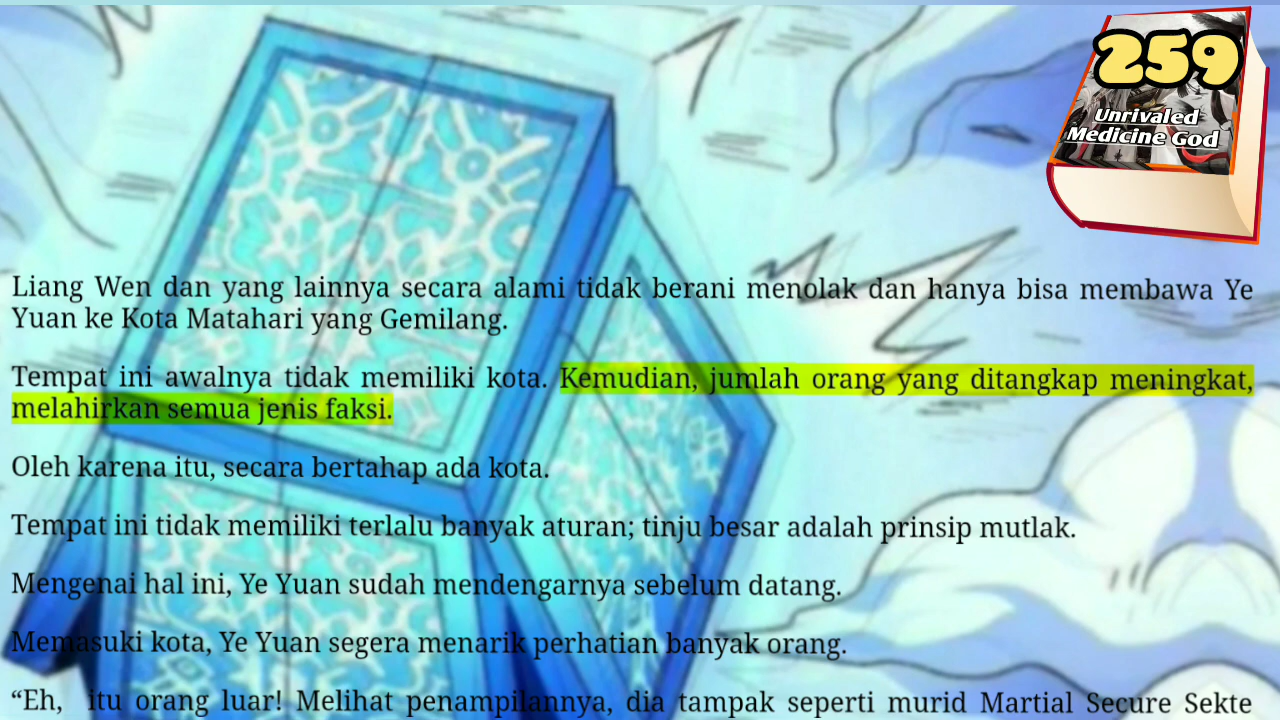 259
Unrivaled
Medicine God
Liang Wen dan yang lainnya secara alami tidak berani menolak dan hanya bisa membawa Ye
Yuan ke Kota Matahari yang Gemilang.
Tempat ini awalnya tidak memiliki kota. Kemudian, jumlah orang yang ditangkap meningkat,
melahirkan semua jenis faksi.
Oleh karena itu, secara bertahap ada kota.
Tempat ini tidak memiliki terlalu banyak aturan; tinju besar adalah prinsip mutlak.
Mengenai hal ini, Ye Yuan sudah mendengarnya sebelum datang.
Memasuki kota, Ye Yuan segera menarik perhatian banyak orang.
“Eh, itu orang luar! Melihat penampilannya, dia tampak seperti murid Martial Secure Sekte